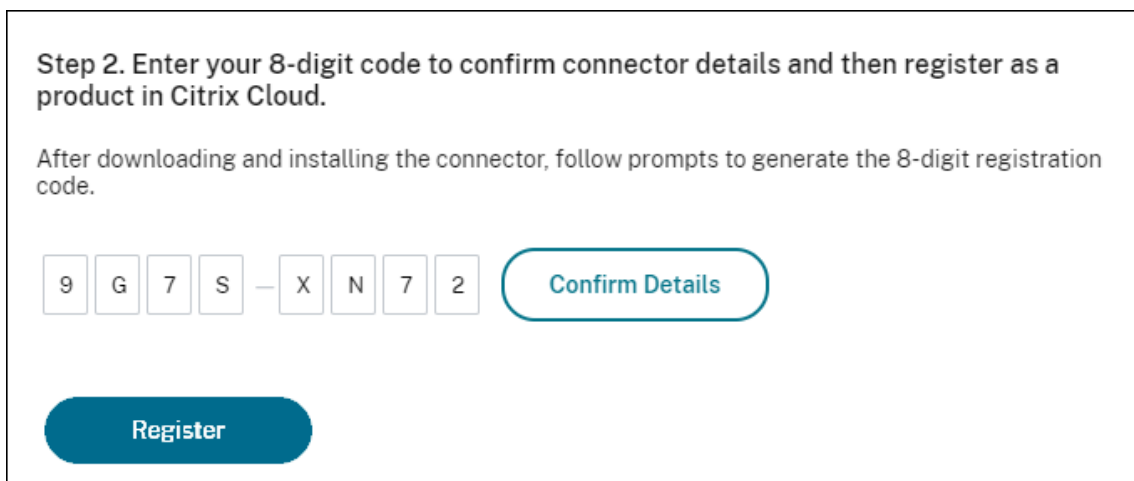 Step 2. Enter your 8-digit code to confirm connector details and then register as a
product in Citrix Cloud.
After downloading and installing the connector, follow prompts to generate the 8-digit registration
code.
9 G 7 S — X N 7 2 Confirm Details
Register